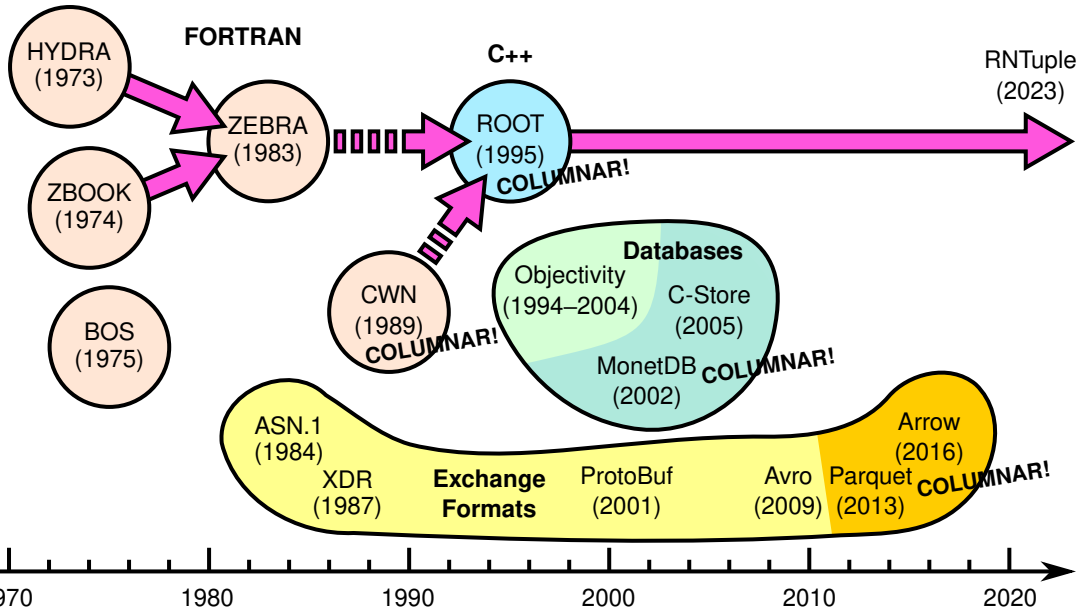 HYDRA
(1973)
FORTRAN
C++
RNTuple
(2023)
ZEBRA
(1983)
ROOT
(1995)
COLUMNAR!
ZBOOK
(1974)
Databases
Objectivity
(1994–2004)
C-Store
(2005)
CWN
(1989)
COLUMNAR!
BOS
(1975)
MonetDB
(2002)
COLUMNAR!
ASN.1
(1984)
XDR
(1987)
Exchange
Formats
ProtoBuf
(2001)
Avro
(2009)
Parquet
(2013)
Arrow
(2016)
COLUMNAR!
970
1980
1990
2000
2010
2020